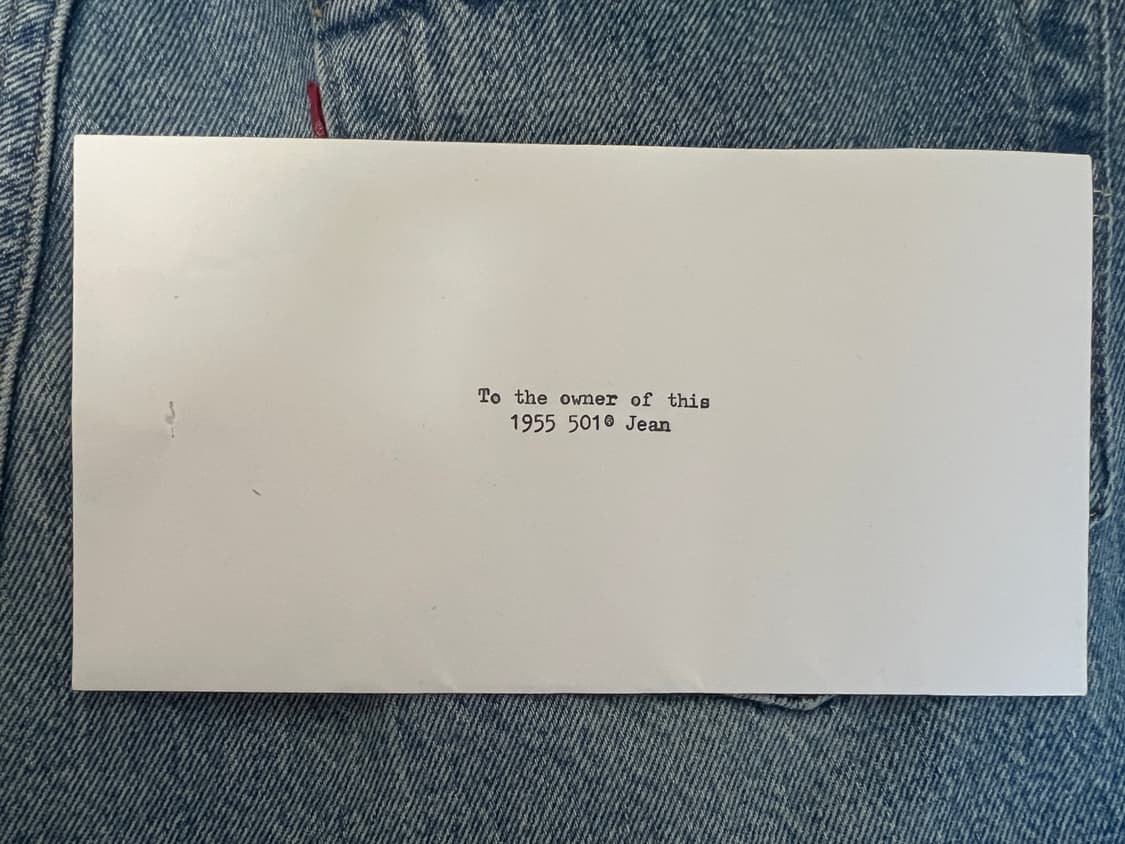 To the owner of this
1955 501® Jean